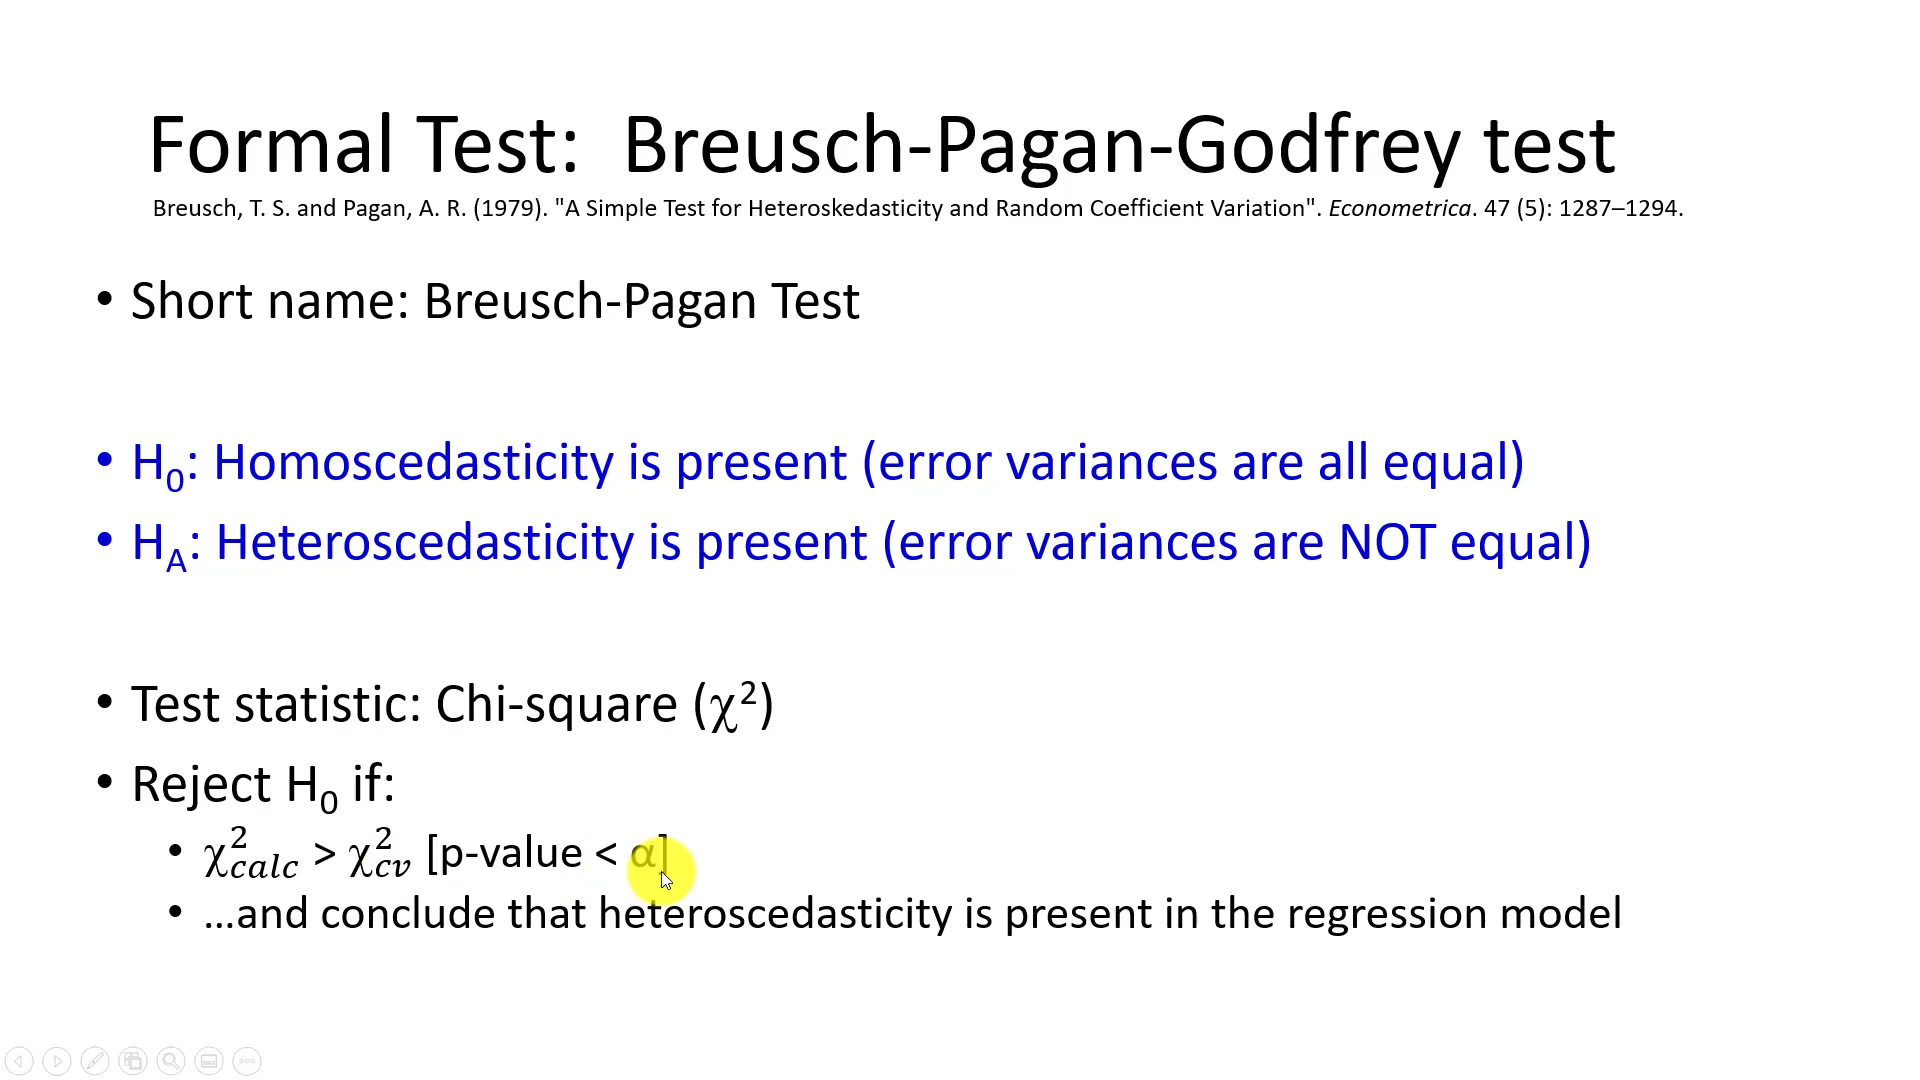 Formal Test:  Breusch-Pagan-Godfrey test
Breusch, T. S. and Pagan, A. R. (1979). "A Simple Test for Heteroskedasticity and Random Coefficient Variation". Econometrica. 47 (5): 1287–1294.
• Short name: Breusch-Pagan Test
• H₀: Homoscedasticity is present (error variances are all equal)
• H_A: Heteroscedasticity is present (error variances are NOT equal)
• Test statistic: Chi-square (χ²)
• Reject H₀ if:
• χ²_calc > χ²_cv [p-value < α]
• …and conclude that heteroscedasticity is present in the regression model